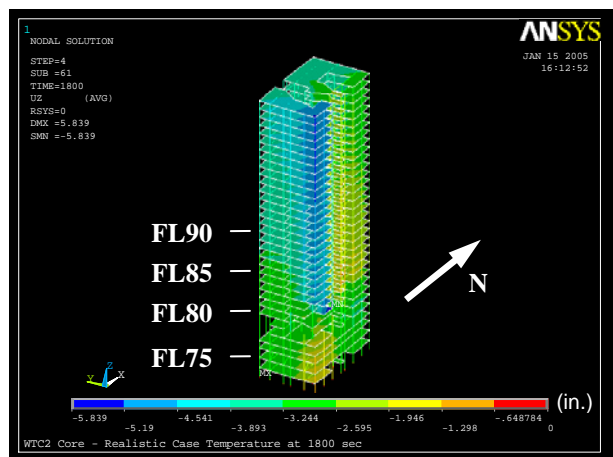 1
NODAL SOLUTION
STEP=4
SUB =61
TIME=1800
UZ (AVG)
RSYS=0
DMX =5.839
SMN =-5.839
ANSYS
JAN 15 2005
16:12:52
FL90
FL85
FL80
FL75
N
MN
MX
Z
Y X
-5.839 -4.541 -3.244 -1.946 -.648784 (in.)
-5.19 -3.893 -2.595 -1.298 0
WTC2 Core - Realistic Case Temperature at 1800 sec